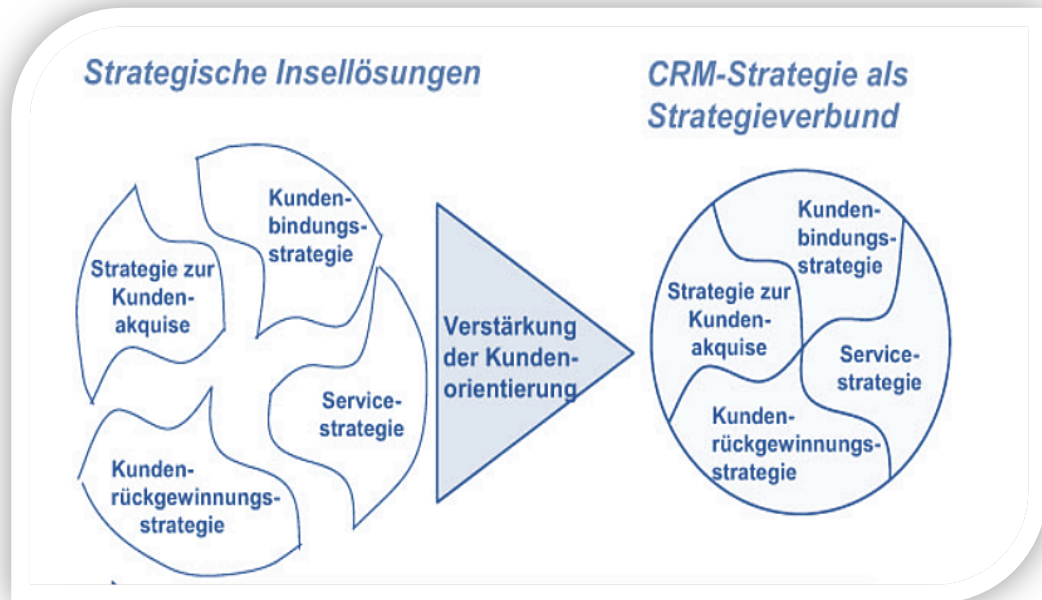 Strategische Insellösungen
Kunden-
bindungs-
strategie
Strategie zur
Kunden-
akquise
Service-
strategie
Kunden-
rückgewinnungs-
strategie
Verstärkung
der Kunden-
orientierung
CRM-Strategie als
Strategieverbund
Kunden-
bindungs-
strategie
Strategie zur
Kunden-
akquise
Service-
strategie
Kunden-
rückgewinnungs-
strategie